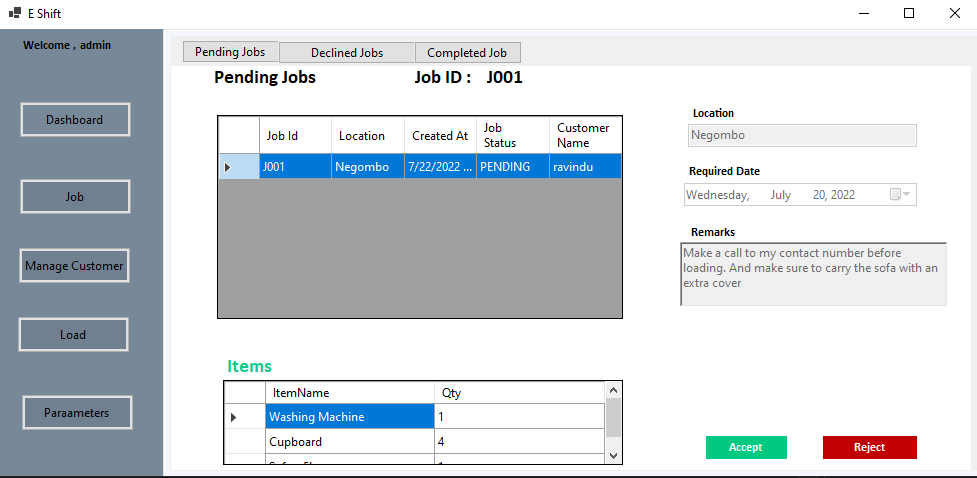 E Shift
Welcome , admin
Dashboard
Job
Manage Customer
Load
Paraameters
Pending Jobs
Declined Jobs
Completed Job
Pending Jobs
Job ID : J001
Job Id
Location
Created At
Job
Status
Customer
Name
J001
Negombo
7/22/2022 ...
PENDING
ravindu
Location
Negombo
Required Date
Wednesday, July 20, 2022
Remarks
Make a call to my contact number before
loading. And make sure to carry the sofa with an
extra cover
Items
ItemName
Qty
Washing Machine
1
Cupboard
4
Accept
Reject